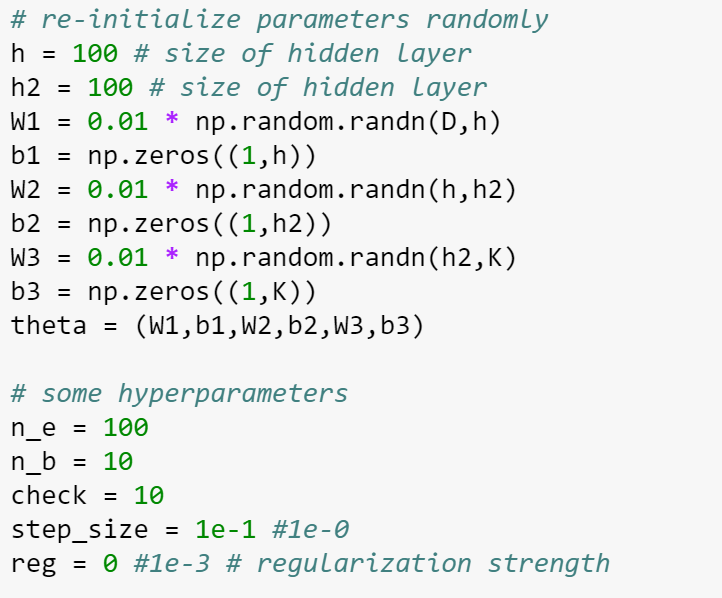 # re-initialize parameters randomly
h = 100 # size of hidden layer
h2 = 100 # size of hidden layer
W1 = 0.01 * np.random.randn(D,h)
b1 = np.zeros((1,h))
W2 = 0.01 * np.random.randn(h,h2)
b2 = np.zeros((1,h2))
W3 = 0.01 * np.random.randn(h2,K)
b3 = np.zeros((1,K))
theta = (W1,b1,W2,b2,W3,b3)
# some hyperparameters
n_e = 100
n_b = 10
check = 10
step_size = 1e-1 #1e-0
reg = 0 #1e-3 # regularization strength